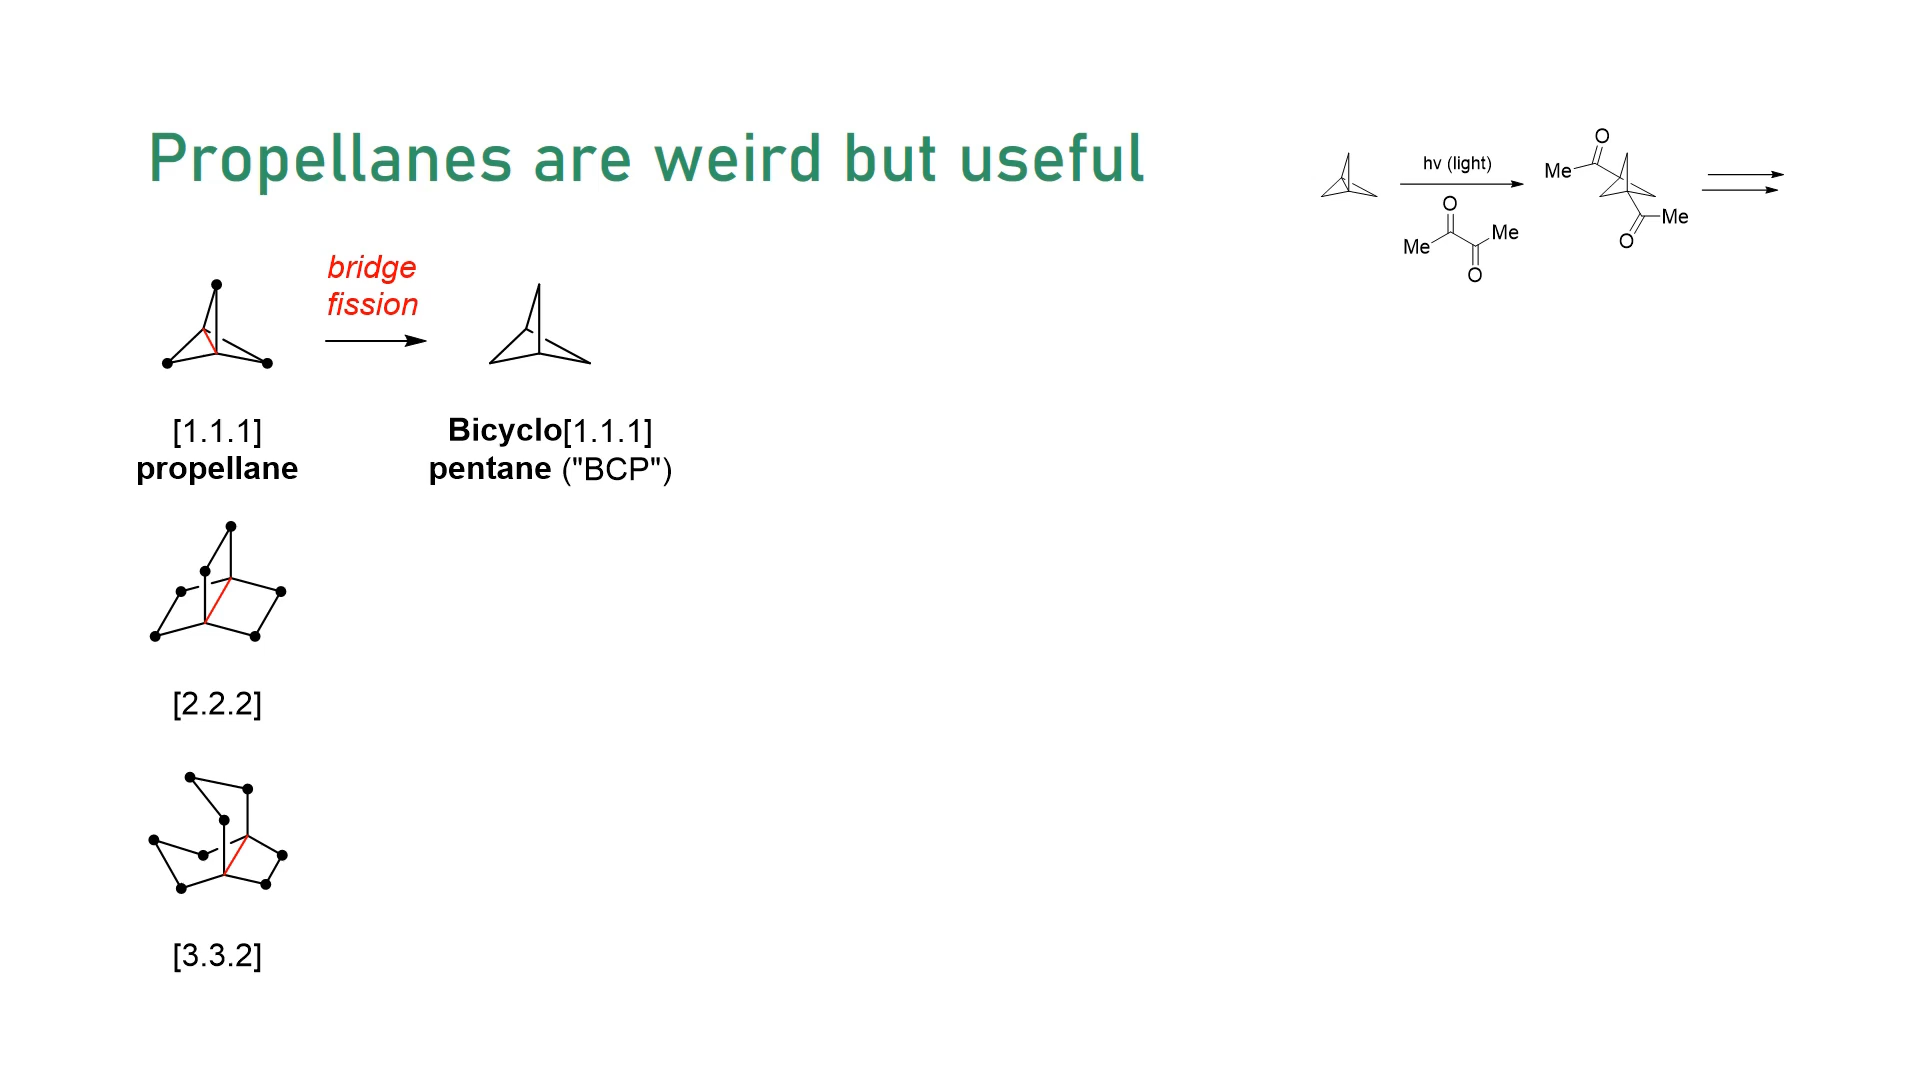 Propellanes are weird but useful
bridge
fission
[1.1.1]
propellane
Bicyclo[1.1.1]
pentane ("BCP")
[2.2.2]
[3.3.2]
hv (light)
O
Me
Me
O
O
Me
Me
O